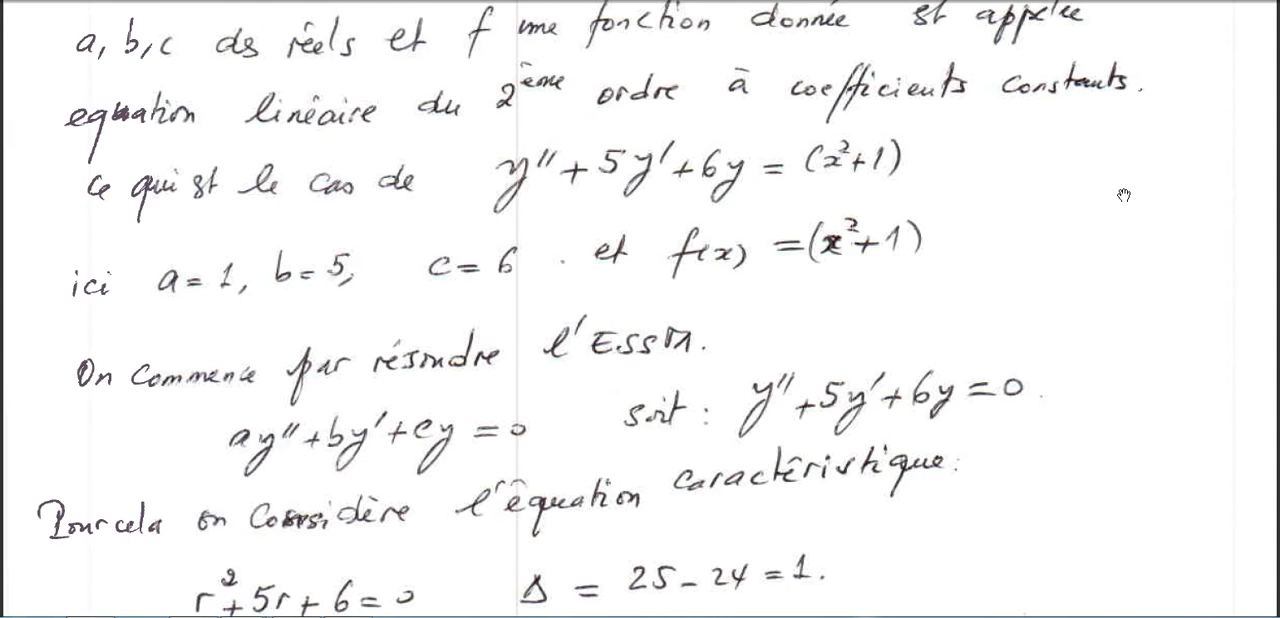 a, b, c ds réels et f une fonction donnée est appelée
equation linéaire du 2ème ordre à coefficients constants.
ce qui est le cas de y'' + 5y' + 6y = (x²+1)
ici a = 1, b = 5, c = 6 . et f(x) = (x²+1)
On commence par résoudre l'ESSM.
ay'' + by' + cy = 0 soit : y'' + 5y' + 6y = 0.
Pour cela on considère l'équation caractéristique :
r² + 5r + 6 = 0 Δ = 25 - 24 = 1.